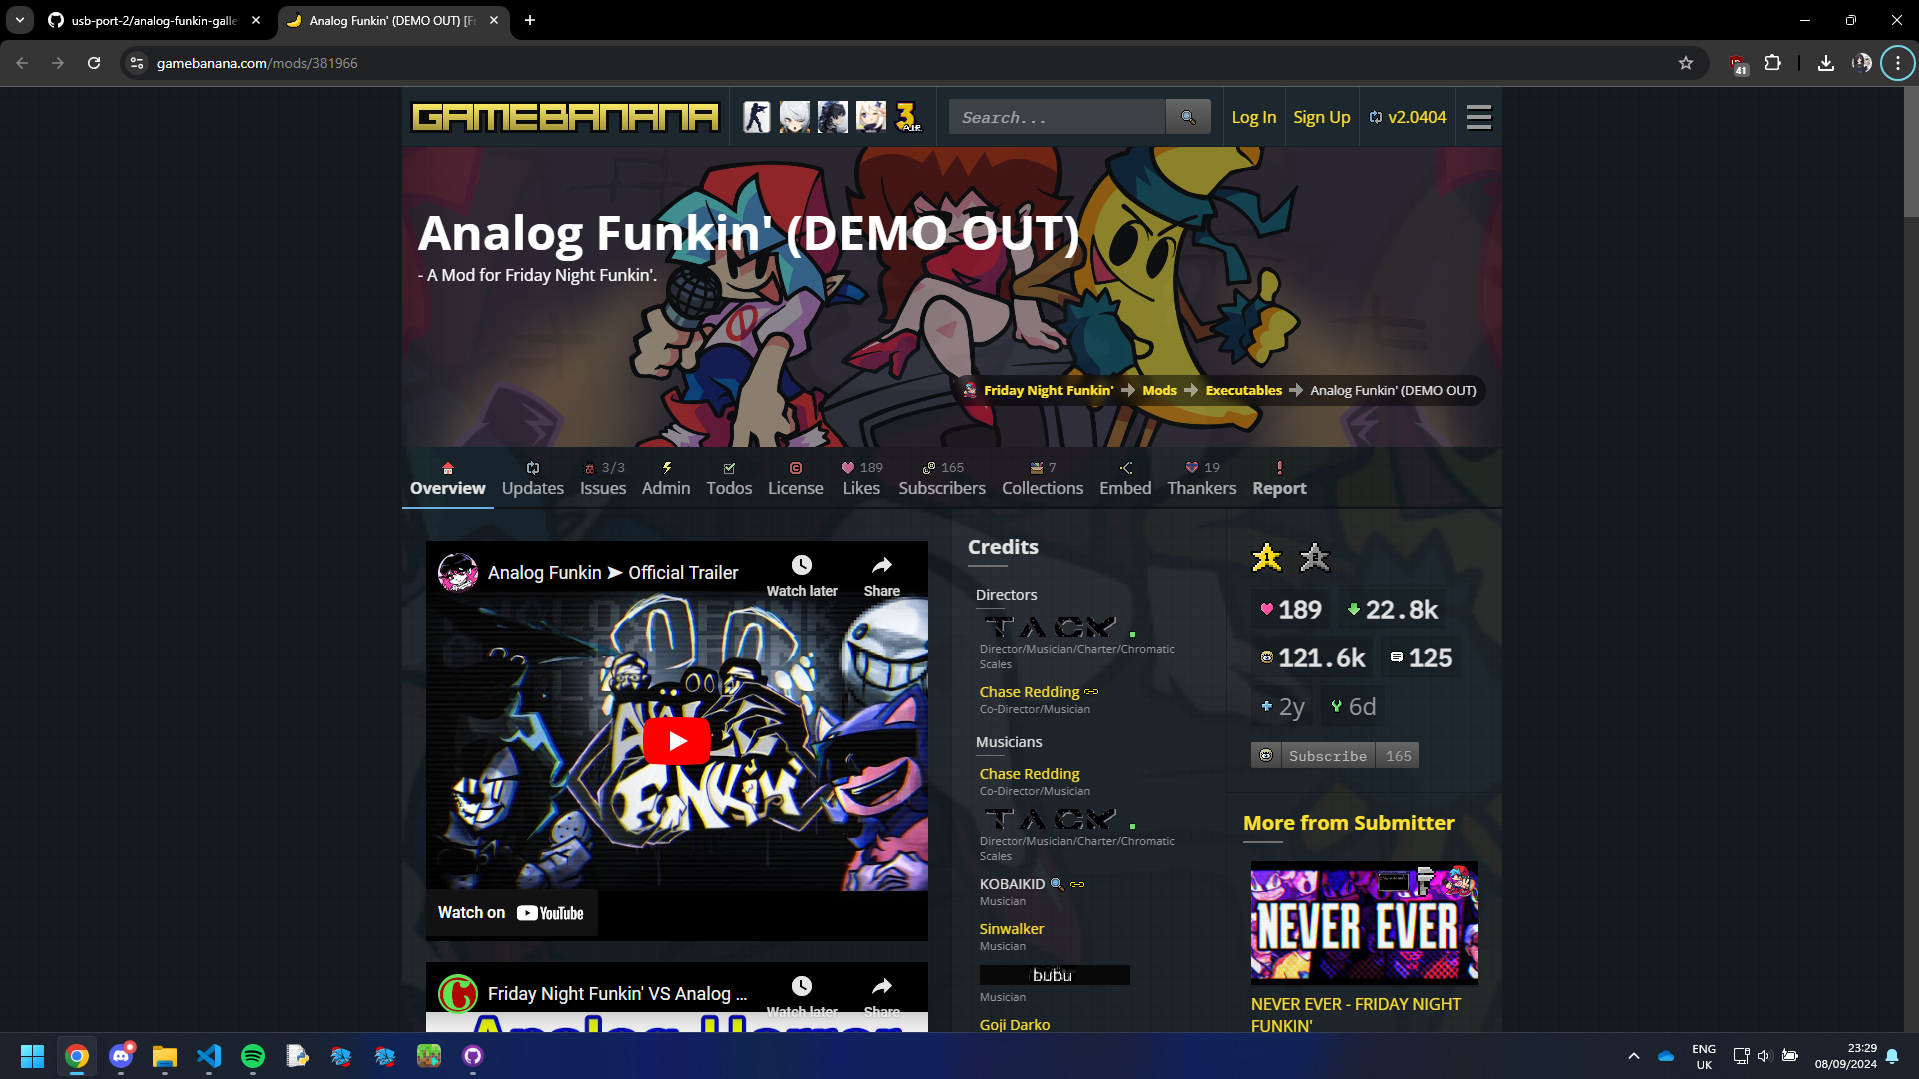 usb-port-2/analog-funkin-galle
Analog Funkin' (DEMO OUT) [Fr
gamebanana.com/mods/381966
41
GAMEBANANA
3
A.I.R.
Search...
Log In
Sign Up
v2.0404
Analog Funkin' (DEMO OUT)
- A Mod for Friday Night Funkin'.
Friday Night Funkin'
Mods
Executables
Analog Funkin' (DEMO OUT)
Overview
Updates
3/3
Issues
Admin
Todos
License
189
Likes
165
Subscribers
7
Collections
Embed
19
Thankers
Report
Analog Funkin ➤ Official Trailer
Watch later
Share
FUNKIN'
Watch on YouTube
Friday Night Funkin' VS Analog ...
Watch later
Share
Analog Horror
Credits
Directors
TACK
Director/Musician/Charter/Chromatic
Scales
Chase Redding
Co-Director/Musician
Musicians
Chase Redding
Co-Director/Musician
TACK
Director/Musician/Charter/Chromatic
Scales
KOBAIKID
Musician
Sinwalker
Musician
bubu
Musician
Goji Darko
189
22.8k
121.6k
125
2y
6d
Subscribe
165
More from Submitter
NEVER EVER
NEVER EVER - FRIDAY NIGHT
FUNKIN'
ENG
UK
23:29
08/09/2024